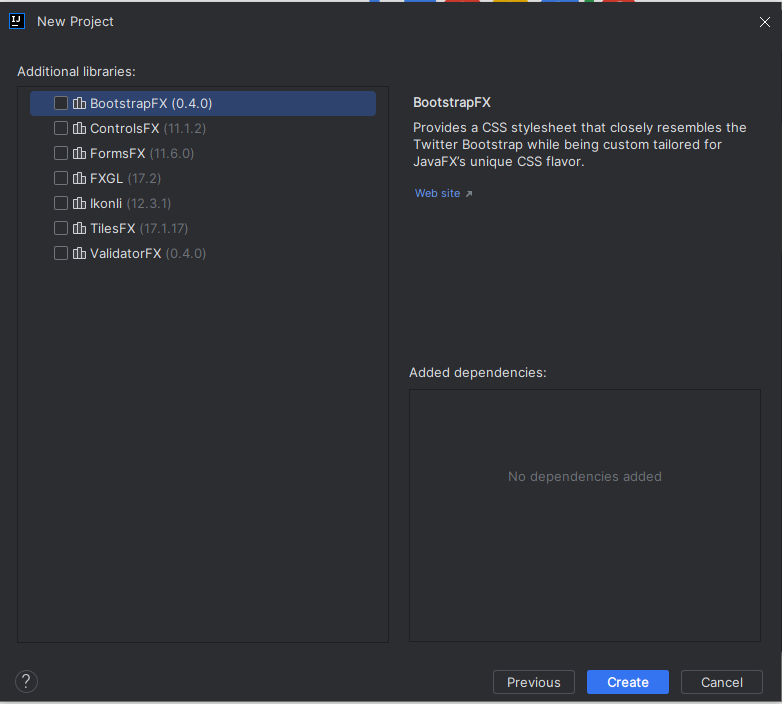 IJ
New Project
Additional libraries:
BootstrapFX (0.4.0)
ControlsFX (11.1.2)
FormsFX (11.6.0)
FXGL (17.2)
Ikonli (12.3.1)
TilesFX (17.1.17)
ValidatorFX (0.4.0)
BootstrapFX
Provides a CSS stylesheet that closely resembles the
Twitter Bootstrap while being custom tailored for
JavaFX’s unique CSS flavor.
Web site ↗
Added dependencies:
No dependencies added
?
Previous
Create
Cancel